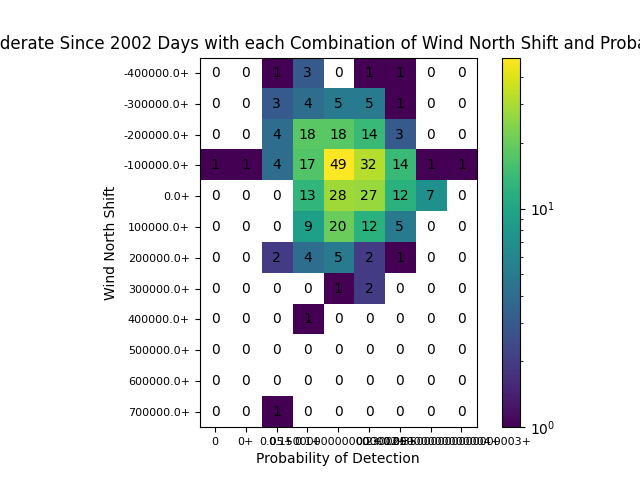 derate Since 2002 Days with each Combination of Wind North Shift and Proba
-400000.0+ 0 0 1 3 0 1 1 0 0
-300000.0+ 0 0 3 4 5 5 1 0 0
-200000.0+ 0 0 4 18 18 14 3 0 0
-100000.0+ 1 1 4 17 49 32 14 1 1
0.0+ 0 0 0 13 28 27 12 7 0
100000.0+ 0 0 0 9 20 12 5 0 0
200000.0+ 0 0 2 4 5 2 1 0 0
300000.0+ 0 0 0 0 1 2 0 0 0
400000.0+ 0 0 0 1 0 0 0 0 0
500000.0+ 0 0 0 0 0 0 0 0 0
600000.0+ 0 0 0 0 0 0 0 0 0
700000.0+ 0 0 1 0 0 0 0 0 0
0 0+
Probability of Detection
Wind North Shift
10¹
10⁰